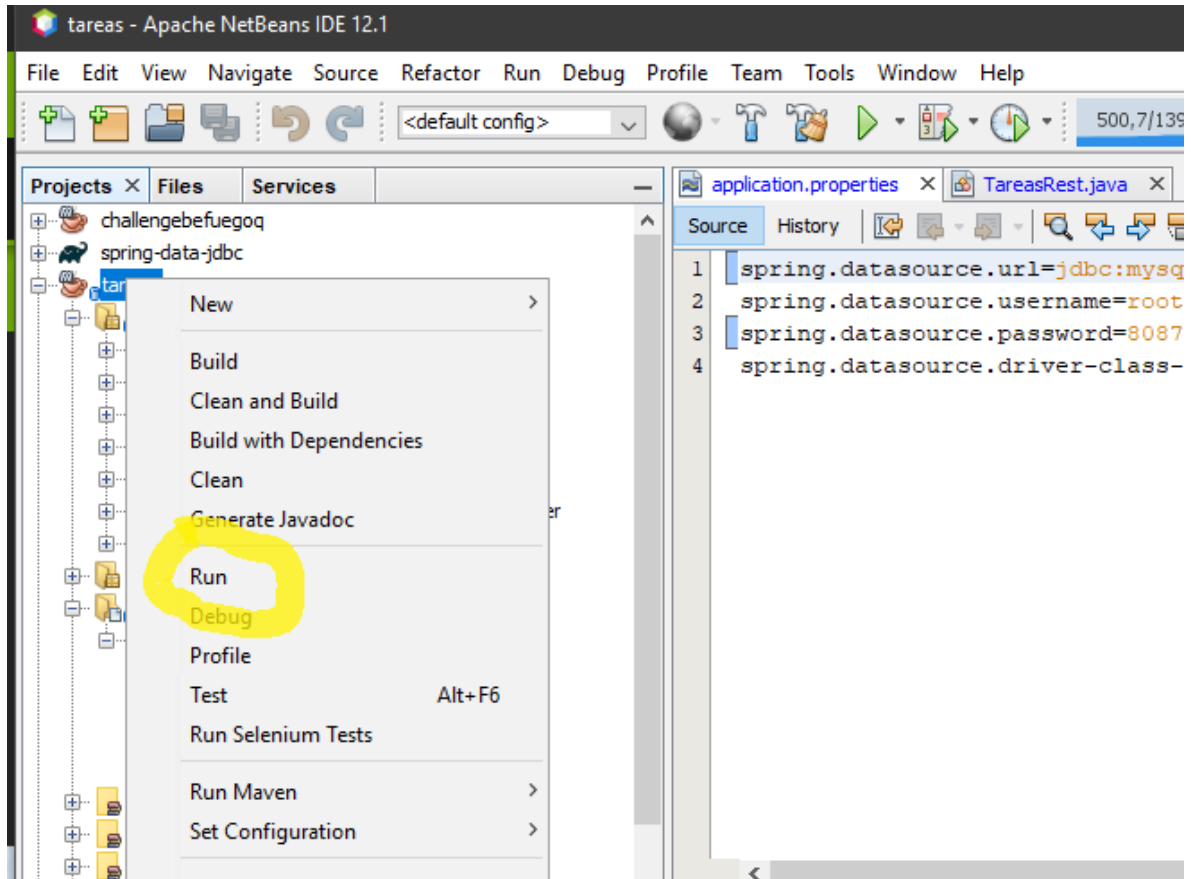 tareas - Apache NetBeans IDE 12.1
File Edit View Navigate Source Refactor Run Debug Profile Team Tools Window Help
<default config>
500,7/139
Projects Files Services
application.properties TareasRest.java
challengebefuegoq
spring-data-jdbc
tar
Source History
1 spring.datasource.url=jdbc:mysq
2 spring.datasource.username=root
3 spring.datasource.password=8087
4 spring.datasource.driver-class-
New
Build
Clean and Build
Build with Dependencies
Clean
Generate Javadoc
er
Run
Debug
Profile
Test Alt+F6
Run Selenium Tests
Run Maven
Set Configuration